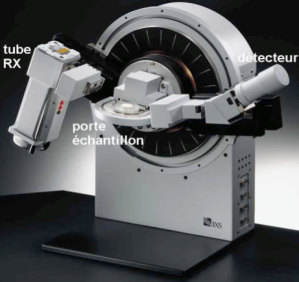 tube
RX
détecteur
porte
échantillon